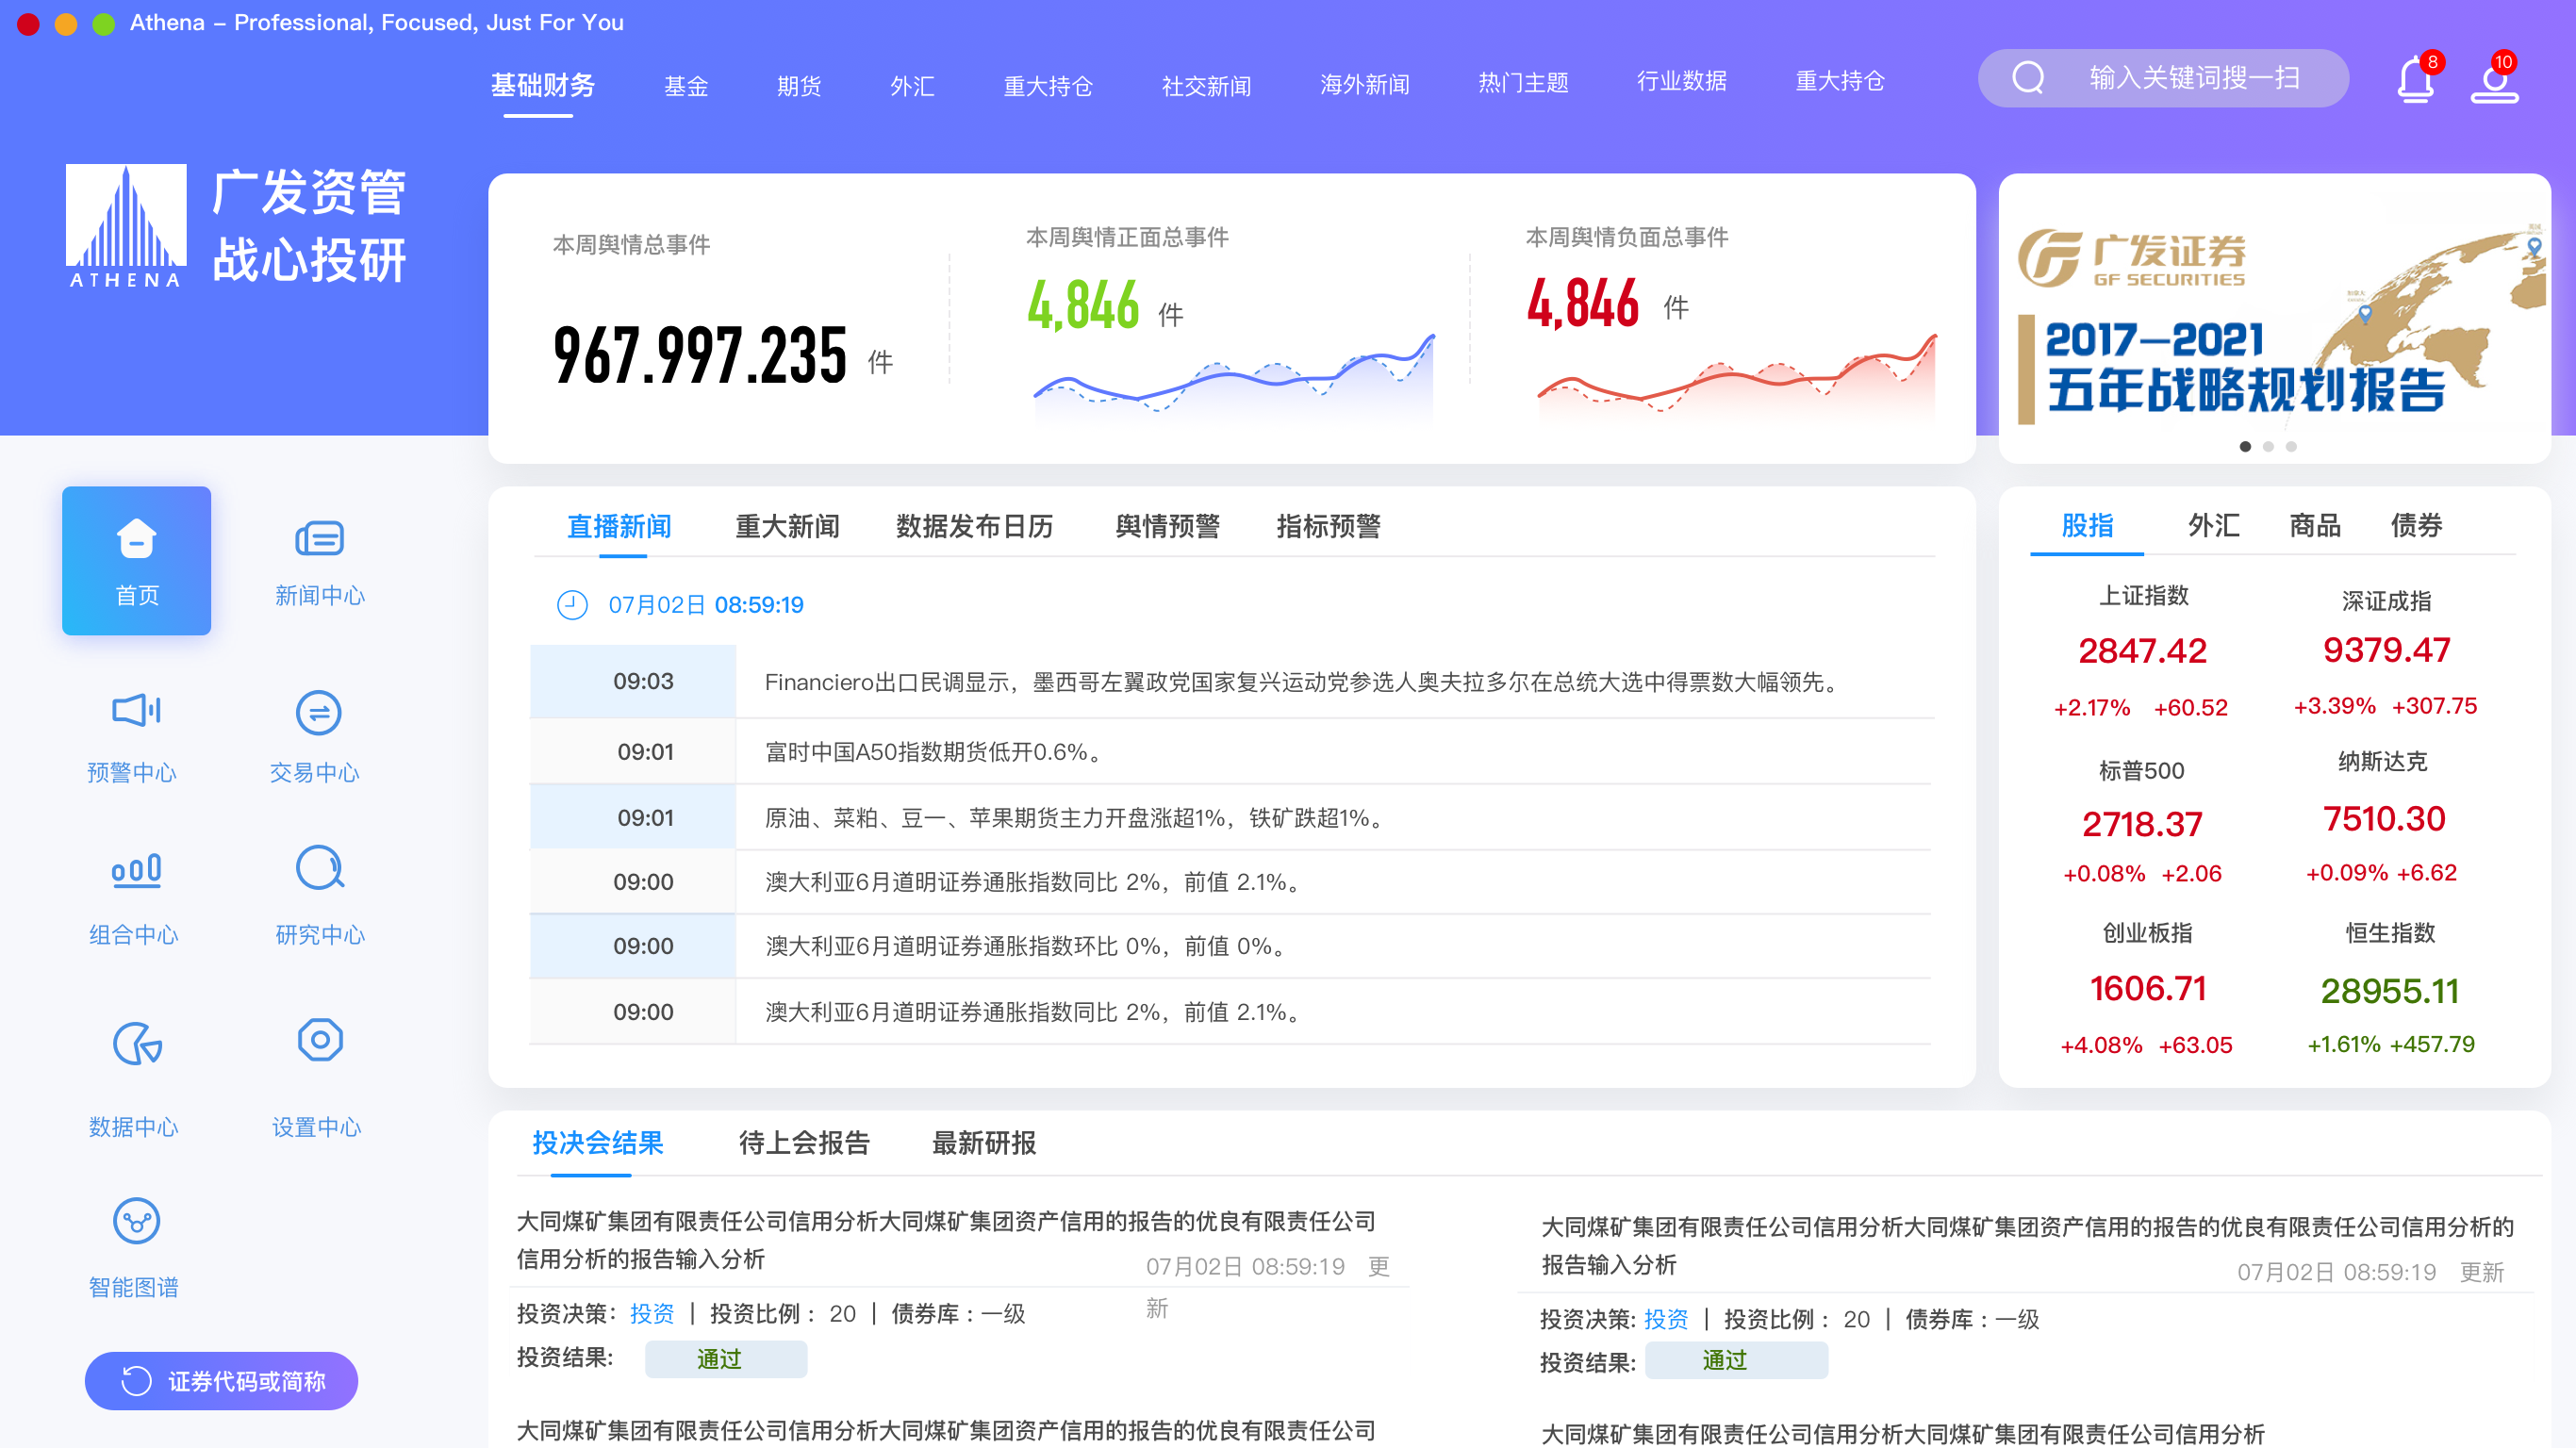 Athena – Professional, Focused, Just For You
基础财务 基金 期货 外汇 重大持仓 社交新闻 海外新闻 热门主题 行业数据 重大持仓
输入关键词搜一扫
8
10
ATHENA
广发资管
战心投研
本周舆情总事件
967.997.235 件
本周舆情正面总事件
4,846 件
本周舆情负面总事件
4,846 件
广发证券
GF SECURITIES
2017—2021
五年战略规划报告
首页
新闻中心
预警中心
交易中心
组合中心
研究中心
数据中心
设置中心
智能图谱
证券代码或简称
直播新闻 重大新闻 数据发布日历 舆情预警 指标预警
07月02日 08:59:19
09:03 Financiero出口民调显示，墨西哥左翼政党国家复兴运动党参选人奥夫拉多尔在总统大选中得票数大幅领先。
09:01 富时中国A50指数期货低开0.6%。
09:01 原油、菜粕、豆一、苹果期货主力开盘涨超1%，铁矿跌超1%。
09:00 澳大利亚6月道明证券通胀指数同比 2%，前值 2.1%。
09:00 澳大利亚6月道明证券通胀指数环比 0%，前值 0%。
09:00 澳大利亚6月道明证券通胀指数同比 2%，前值 2.1%。
股指 外汇 商品 债券
上证指数
2847.42
+2.17% +60.52
深证成指
9379.47
+3.39% +307.75
标普500
2718.37
+0.08% +2.06
纳斯达克
7510.30
+0.09% +6.62
创业板指
1606.71
+4.08% +63.05
恒生指数
28955.11
+1.61% +457.79
投决会结果 待上会报告 最新研报
大同煤矿集团有限责任公司信用分析大同煤矿集团资产信用的报告的优良有限责任公司
信用分析的报告输入分析
07月02日 08:59:19 更
新
投资决策：投资 | 投资比例： 20 | 债券库：一级
投资结果: 通过
大同煤矿集团有限责任公司信用分析大同煤矿集团资产信用的报告的优良有限责任公司
大同煤矿集团有限责任公司信用分析大同煤矿集团资产信用的报告的优良有限责任公司信用分析的
报告输入分析
07月02日 08:59:19 更新
投资决策: 投资 | 投资比例： 20 | 债券库：一级
投资结果: 通过
大同煤矿集团有限责任公司信用分析大同煤矿集团有限责任公司信用分析